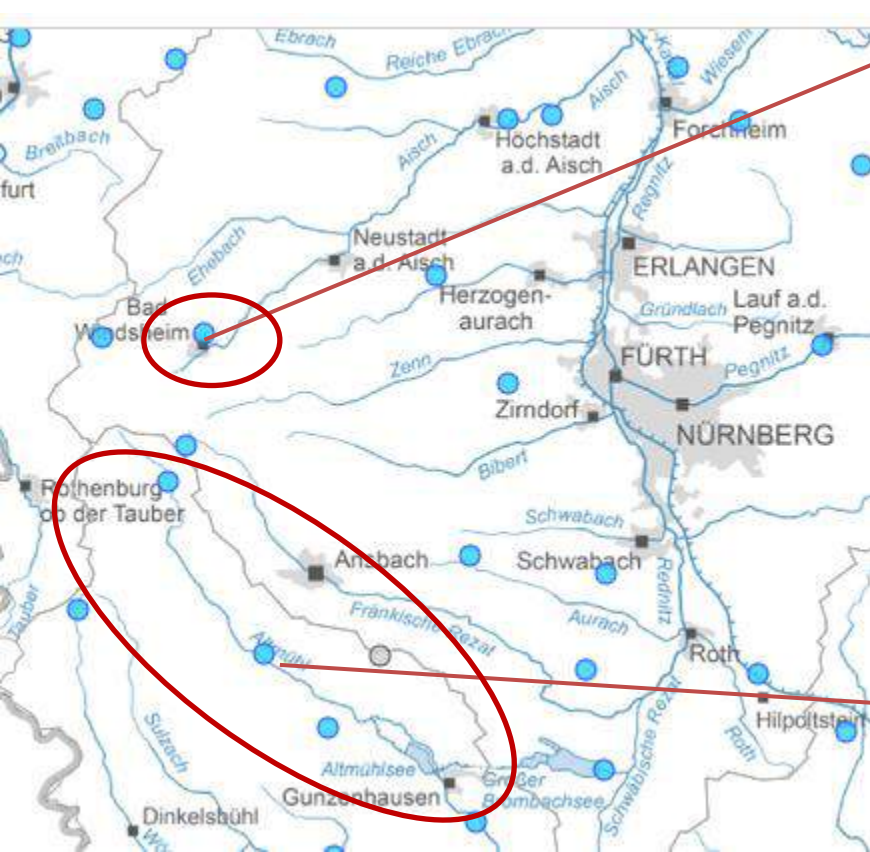 Ebrach
Reiche Ebrach
Wiesent
Aisch
Breitbach
furt
Höchstadt
a.d. Aisch
Forchheim
Aisch
Regnitz
Ehebach
Neustadt
a.d. Aisch
ERLANGEN
Herzogen-
aurach
Gründlach
Lauf a.d.
Pegnitz
Bad
Windsheim
Zenn
FÜRTH
Pegnitz
Zirndorf
NÜRNBERG
Bibert
Rothenburg
ob der Tauber
Schwabach
Ansbach
Schwabach
Rednitz
Tauber
Fränkische Rezat
Aurach
Altmühl
Roth
Hilpoltstein
Sulzach
Roth
Schwäbische Rezat
Altmühlsee
Großer
Brombachsee
Gunzenhausen
Dinkelsbühl
Wö